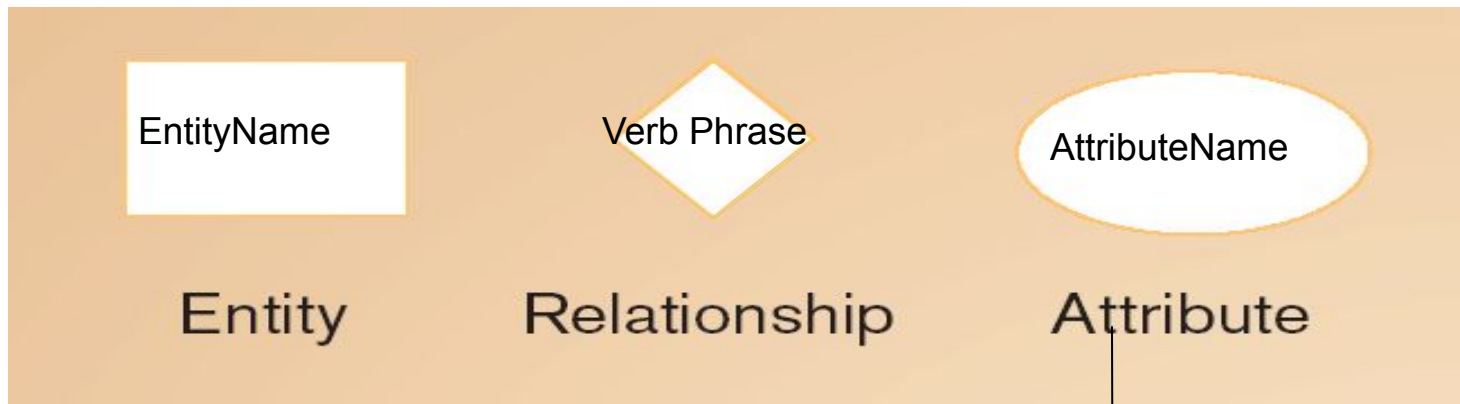 EntityName
Verb Phrase
AttributeName
Entity
Relationship
Attribute